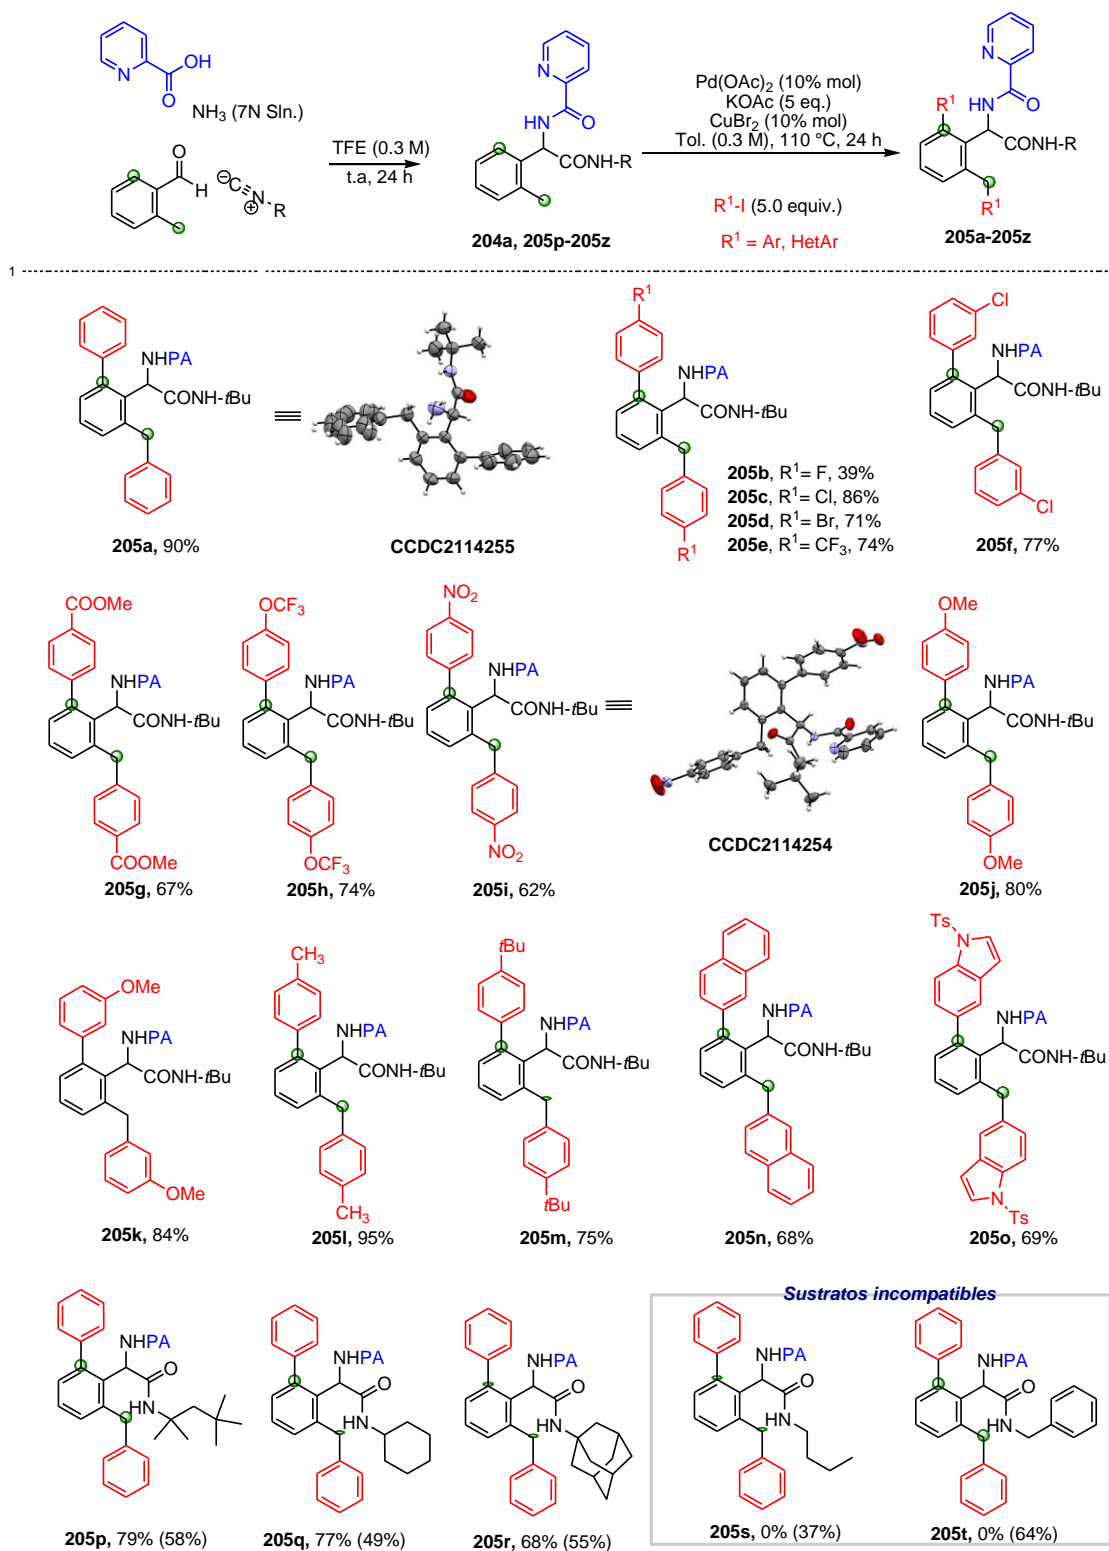 N
OH
O
NH3 (7N Sln.)
O
H
C
N
R
TFE (0.3 M)
t.a, 24 h
N
HN
O
CONH-R
204a, 205p-205z
Pd(OAc)2 (10% mol)
KOAc (5 eq.)
CuBr2 (10% mol)
Tol. (0.3 M), 110 °C, 24 h
R1-I (5.0 equiv.)
R1 = Ar, HetAr
N
R1 HN
O
CONH-R
R1
205a-205z
1
NHPA
CONH-tBu
205a, 90%
CCDC2114255
R1
NHPA
CONH-tBu
R1
205b, R1= F, 39%
205c, R1= Cl, 86%
205d, R1= Br, 71%
205e, R1= CF3, 74%
Cl
NHPA
CONH-tBu
Cl
205f, 77%
COOMe
NHPA
CONH-tBu
COOMe
205g, 67%
OCF3
NHPA
CONH-tBu
OCF3
205h, 74%
NO2
NHPA
CONH-tBu
NO2
205i, 62%
CCDC2114254
OMe
NHPA
CONH-tBu
OMe
205j, 80%
OMe
NHPA
CONH-tBu
OMe
205k, 84%
CH3
NHPA
CONH-tBu
CH3
205l, 95%
tBu
NHPA
CONH-tBu
tBu
205m, 75%
NHPA
CONH-tBu
205n, 68%
Ts
N
NHPA
CONH-tBu
N
Ts
205o, 69%
NHPA
O
HN
205p, 79% (58%)
NHPA
O
HN
205q, 77% (49%)
NHPA
O
HN
205r, 68% (55%)
Sustratos incompatibles
NHPA
O
HN
205s, 0% (37%)
NHPA
O
HN
205t, 0% (64%)